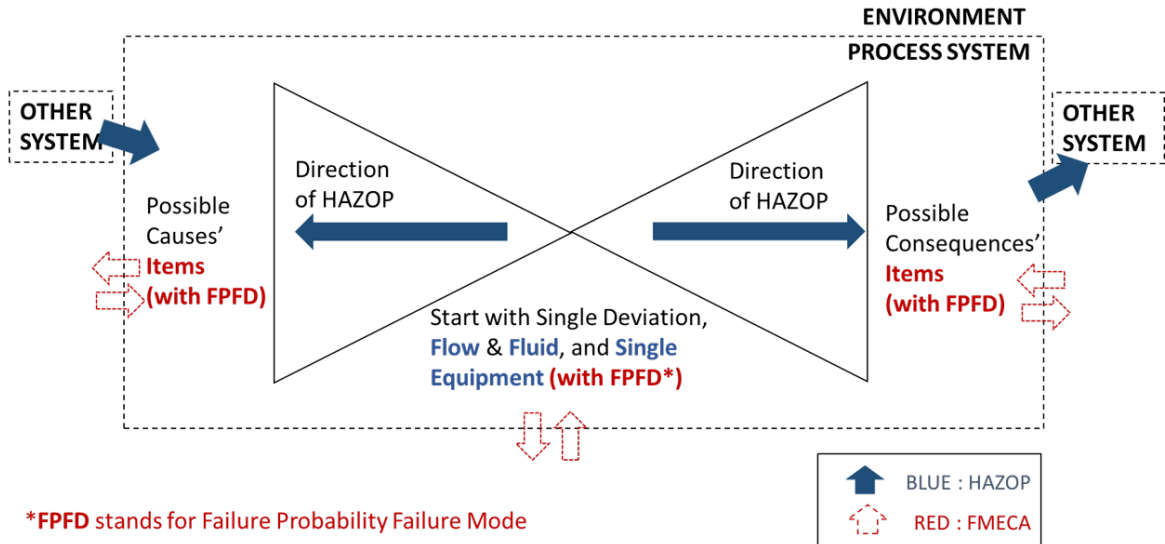 ENVIRONMENT
PROCESS SYSTEM
OTHER
SYSTEM
OTHER
SYSTEM
Direction
of HAZOP
Direction
of HAZOP
Possible
Causes’
Items
(with FPFD)
Possible
Consequences’
Items
(with FPFD)
Start with Single Deviation,
Flow & Fluid, and Single
Equipment (with FPFD*)
BLUE : HAZOP
RED : FMECA
*FPFD stands for Failure Probability Failure Mode